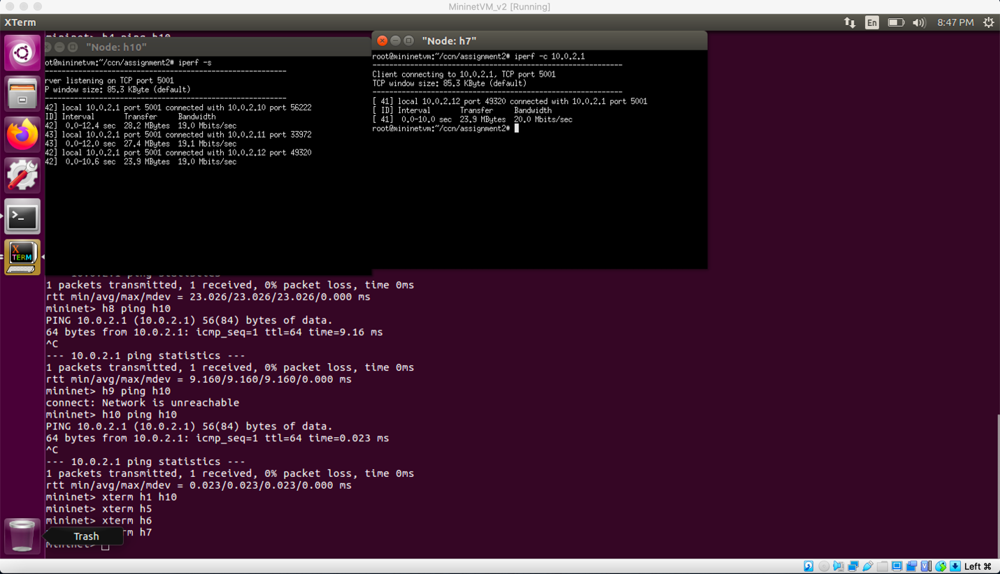 MininetVM_v2 [Running]
XTerm
En
8:47 PM
mininet> h4 ping h10
"Node: h10"
ot@mininetvm:~/ccn/assignment2# iperf -s
------------------------------------------------------------
rver listening on TCP port 5001
P window size: 85.3 KByte (default)
------------------------------------------------------------
42] local 10.0.2.1 port 5001 connected with 10.0.2.10 port 56222
ID] Interval       Transfer     Bandwidth
42]  0.0-12.4 sec  28.2 MBytes  19.0 Mbits/sec
43] local 10.0.2.1 port 5001 connected with 10.0.2.11 port 33972
43]  0.0-12.0 sec  27.4 MBytes  19.1 Mbits/sec
42] local 10.0.2.1 port 5001 connected with 10.0.2.12 port 49320
42]  0.0-10.6 sec  23.9 MBytes  19.0 Mbits/sec
"Node: h7"
root@mininetvm:~/ccn/assignment2# iperf -c 10.0.2.1
------------------------------------------------------------
Client connecting to 10.0.2.1, TCP port 5001
TCP window size: 85.3 KByte (default)
------------------------------------------------------------
[ 41] local 10.0.2.12 port 49320 connected with 10.0.2.1 port 5001
[ ID] Interval       Transfer     Bandwidth
[ 41]  0.0-10.0 sec  23.9 MBytes  20.0 Mbits/sec
root@mininetvm:~/ccn/assignment2#
X
TERM
--- 10.0.2.1 ping statistics ---
1 packets transmitted, 1 received, 0% packet loss, time 0ms
rtt min/avg/max/mdev = 23.026/23.026/23.026/0.000 ms
mininet> h8 ping h10
PING 10.0.2.1 (10.0.2.1) 56(84) bytes of data.
64 bytes from 10.0.2.1: icmp_seq=1 ttl=64 time=9.16 ms
^C
--- 10.0.2.1 ping statistics ---
1 packets transmitted, 1 received, 0% packet loss, time 0ms
rtt min/avg/max/mdev = 9.160/9.160/9.160/0.000 ms
mininet> h9 ping h10
connect: Network is unreachable
mininet> h10 ping h10
PING 10.0.2.1 (10.0.2.1) 56(84) bytes of data.
64 bytes from 10.0.2.1: icmp_seq=1 ttl=64 time=0.023 ms
^C
--- 10.0.2.1 ping statistics ---
1 packets transmitted, 1 received, 0% packet loss, time 0ms
rtt min/avg/max/mdev = 0.023/0.023/0.023/0.000 ms
mininet> xterm h1 h10
mininet> xterm h5
mininet> xterm h6
rm h7
Trash
mininet>
Left ⌘